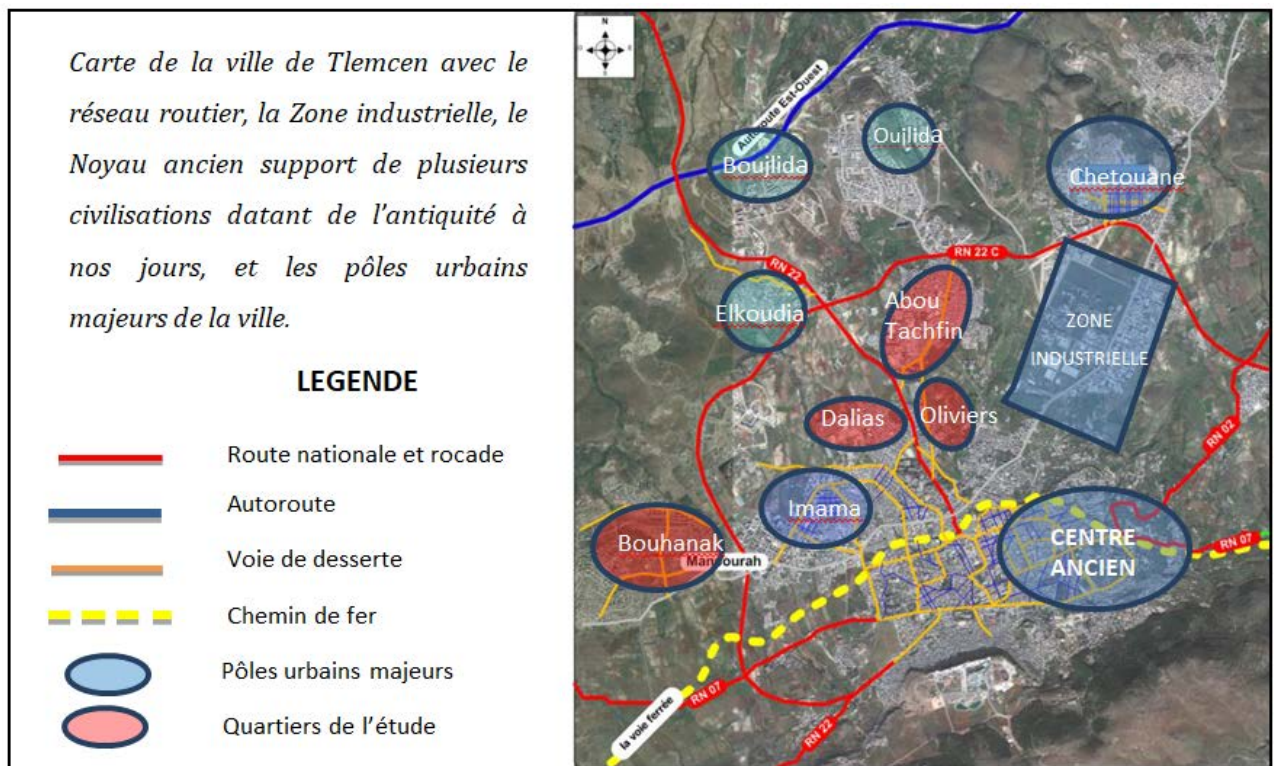 Carte de la ville de Tlemcen avec le
réseau routier, la Zone industrielle, le
Noyau ancien support de plusieurs
civilisations datant de l'antiquité à
nos jours, et les pôles urbains
majeurs de la ville.
LEGENDE
Route nationale et rocade
Autoroute
Voie de desserte
Chemin de fer
Pôles urbains majeurs
Quartiers de l'étude
N
O
E
S
Autoroute Est-Ouest
Boujlida
Oujlida
Chetouane
RN 22 C
RN 22
Elkoudia
Abou
Tachfin
ZONE
INDUSTRIELLE
Dalias
Oliviers
RN 02
Imama
Bouhanak
Mansourah
CENTRE
ANCIEN
RN 07
RN 07
la voie ferrée
RN 22